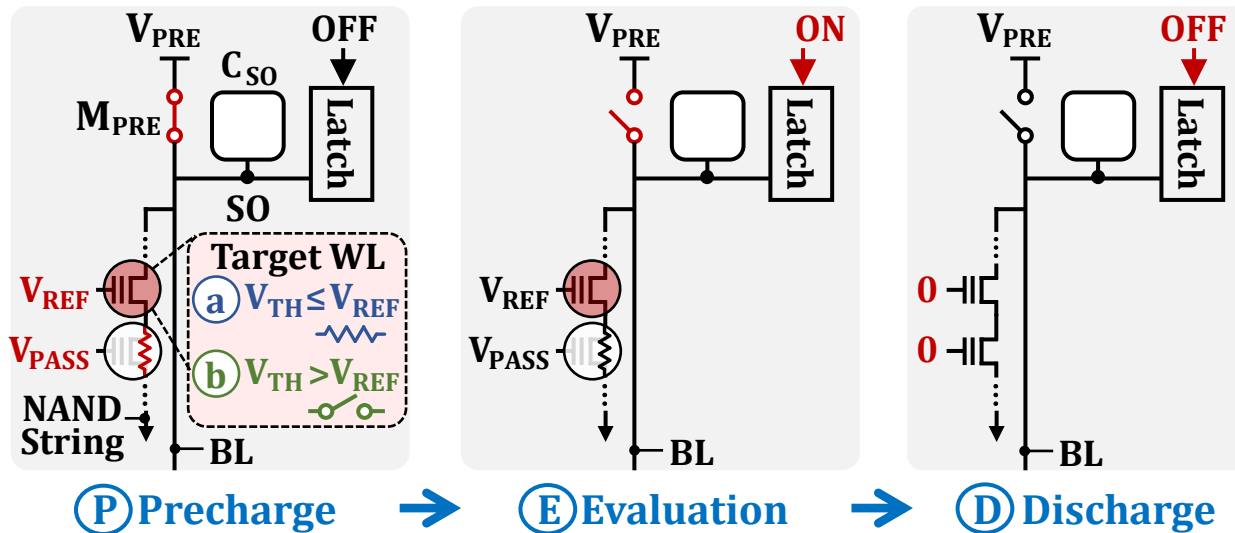 V_PRE OFF
C_SO
M_PRE
Latch
SO
Target WL
V_REF
ⓐ V_TH ≤ V_REF
V_PASS
ⓑ V_TH > V_REF
NAND
String
BL
Ⓟ Precharge
V_PRE ON
Latch
V_REF
V_PASS
BL
Ⓔ Evaluation
V_PRE OFF
Latch
0
0
BL
Ⓓ Discharge